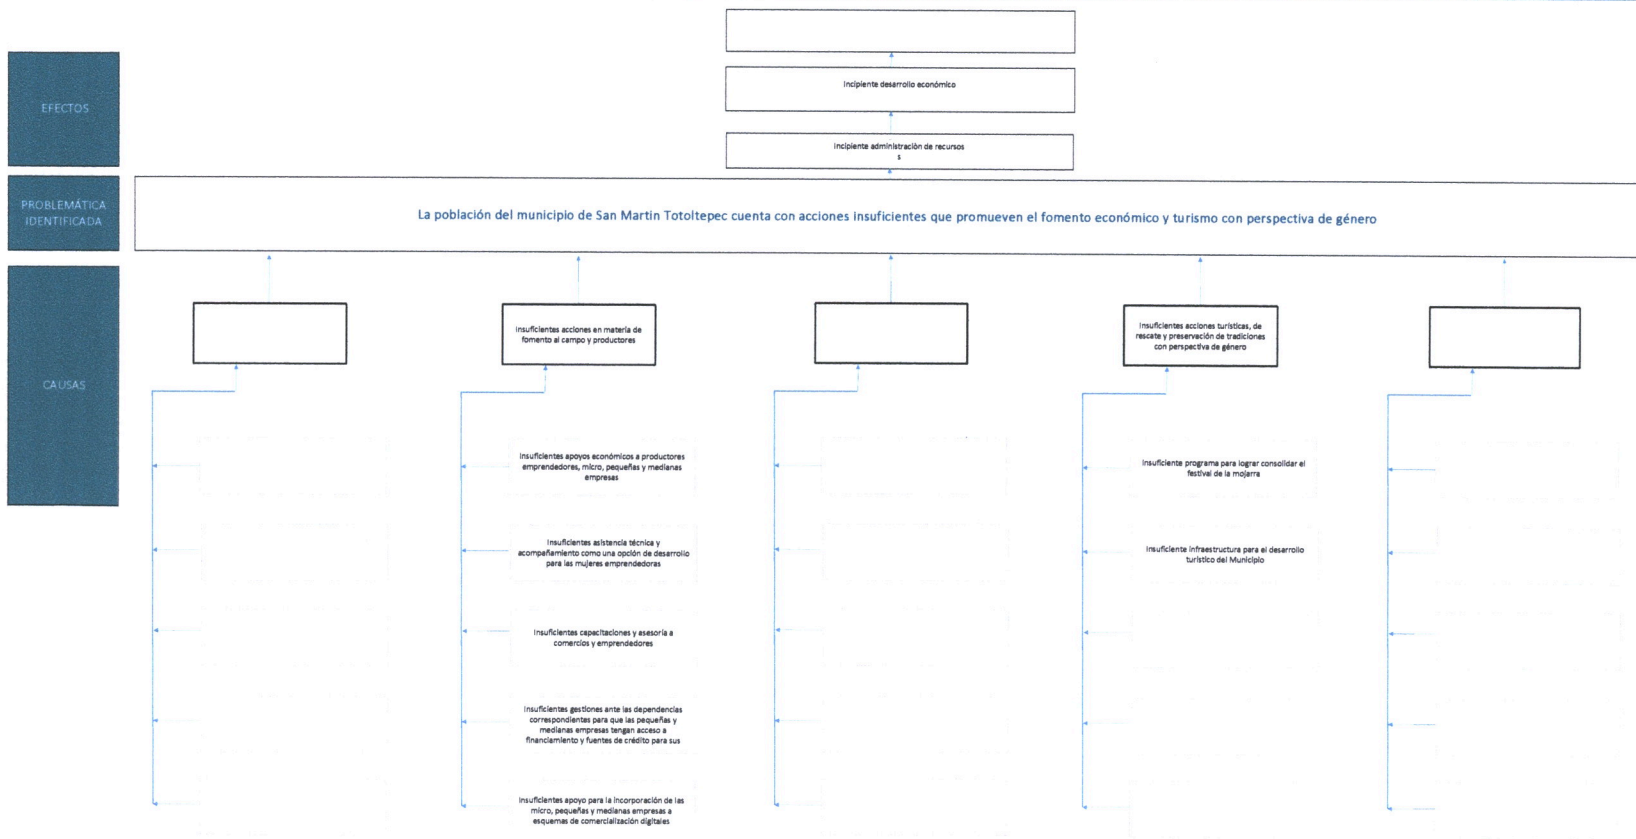 Incipiente desarrollo económico
EFECTOS
Incipiente administración de recursos
s
PROBLEMÁTICA
IDENTIFICADA
La población del municipio de San Martin Totoltepec cuenta con acciones insuficientes que promueven el fomento económico y turismo con perspectiva de género
CAUSAS
Insuficientes acciones en materia de
fomento al campo y productores
Insuficientes apoyos económicos a productores
emprendedores, micro, pequeñas y medianas
empresas
Insuficientes asistencia técnica y
acompañamiento como una opción de desarrollo
para las mujeres emprendedoras
Insuficientes capacitaciones y asesoría a
comercios y emprendedores
Insuficientes gestiones ante las dependencias
correspondientes para que las pequeñas y
medianas empresas tengan acceso a
financiamiento y fuentes de crédito para sus
Insuficientes apoyo para la incorporación de las
micro, pequeñas y medianas empresas a
esquemas de comercialización digitales
Insuficientes acciones turísticas, de
rescate y preservación de tradiciones
con perspectiva de género
Insuficiente programa para lograr consolidar el
festival de la mojarra
Insuficiente infraestructura para el desarrollo
turístico del Municipio